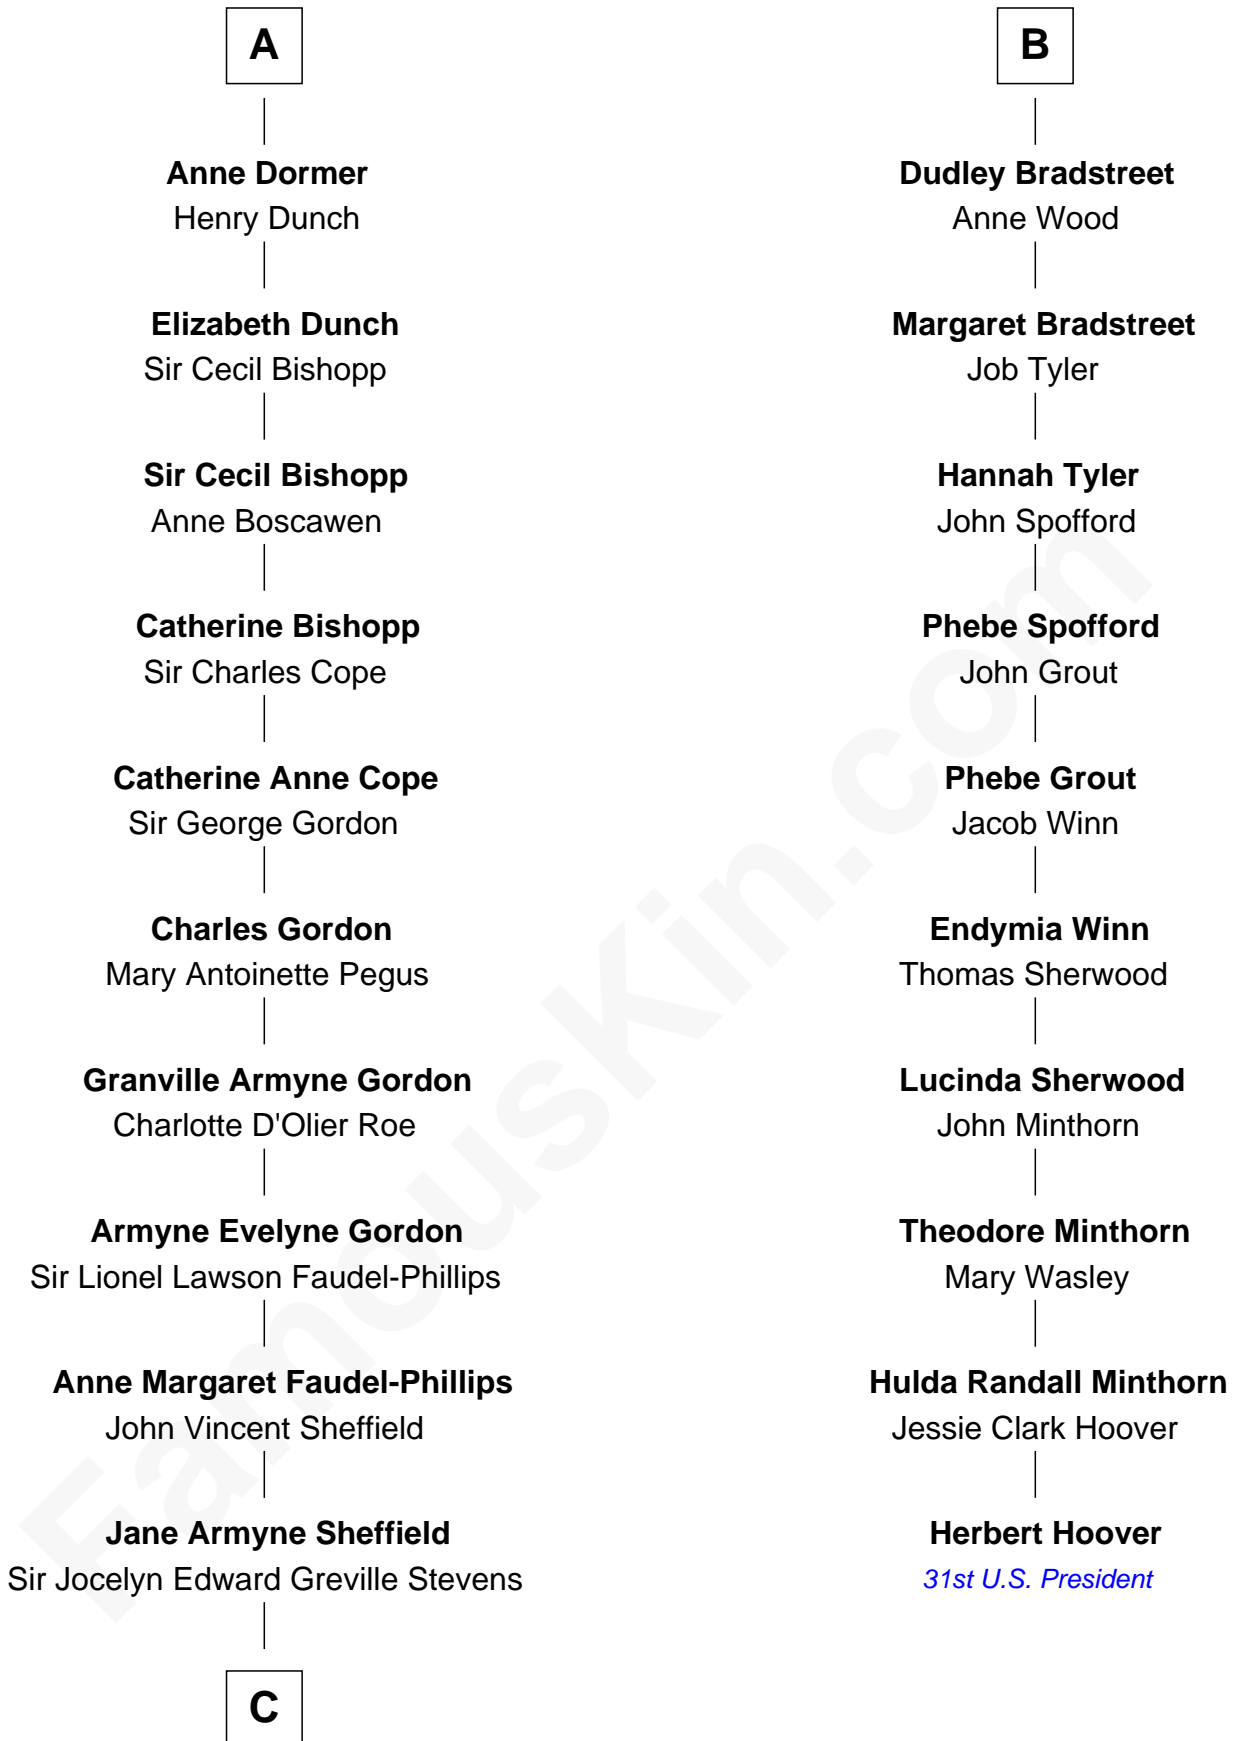 A
Anne Dormer
Henry Dunch
Elizabeth Dunch
Sir Cecil Bishopp
Sir Cecil Bishopp
Anne Boscawen
Catherine Bishopp
Sir Charles Cope
Catherine Anne Cope
Sir George Gordon
Charles Gordon
Mary Antoinette Pegus
Granville Armyne Gordon
Charlotte D'Olier Roe
Armyne Evelyne Gordon
Sir Lionel Lawson Faudel-Phillips
Anne Margaret Faudel-Phillips
John Vincent Sheffield
Jane Armyne Sheffield
Sir Jocelyn Edward Greville Stevens
C
B
Dudley Bradstreet
Anne Wood
Margaret Bradstreet
Job Tyler
Hannah Tyler
John Spofford
Phebe Spofford
John Grout
Phebe Grout
Jacob Winn
Endymia Winn
Thomas Sherwood
Lucinda Sherwood
John Minthorn
Theodore Minthorn
Mary Wasley
Hulda Randall Minthorn
Jessie Clark Hoover
Herbert Hoover
31st U.S. President
FamousKin.com